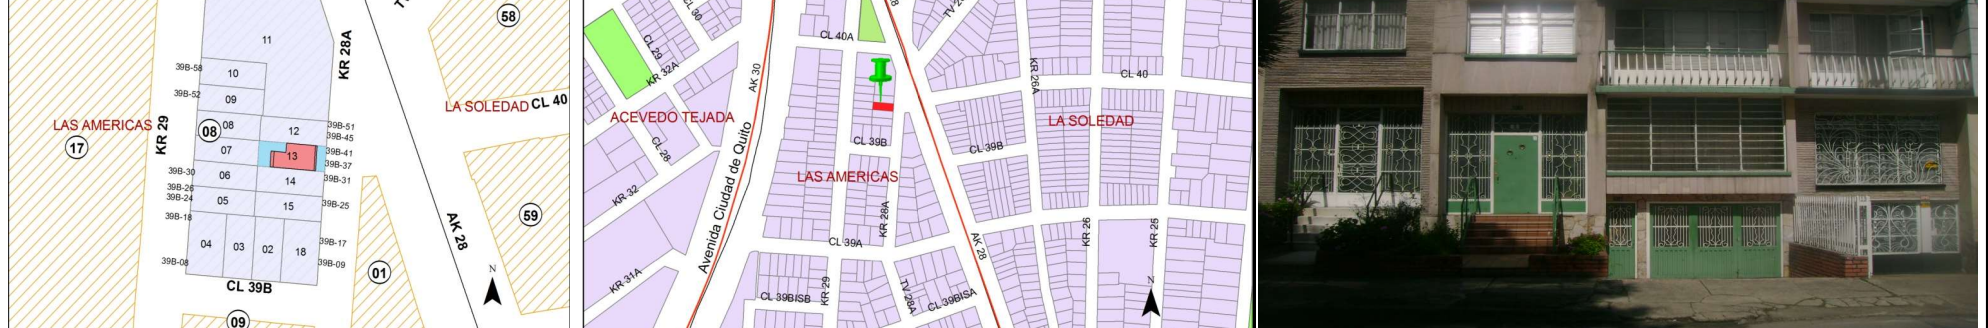 58
11
KR 28A
39B-58
10
39B-52
09
LA SOLEDAD
CL 40
LAS AMERICAS
17
KR 29
08
08
12
39B-51
39B-45
07
13
39B-41
39B-37
39B-30
06
14
39B-31
39B-26
39B-24
05
15
39B-25
39B-18
04
03
02
18
39B-17
39B-09
39B-08
CL 39B
AK 28
59
01
N
09
CL 30
CL 29
KR 32A
CL 40A
AK 30
KR 26A
CL 40
ACEVEDO TEJADA
LA SOLEDAD
CL 28
CL 39B
CL 39B
LAS AMERICAS
KR 32
Avenida Ciudad de Quito
KR 28A
AK 28
KR 26
KR 25
CL 39A
KR 31A
CL 39BISB
KR 29
TV 28A
CL 39BISA
N